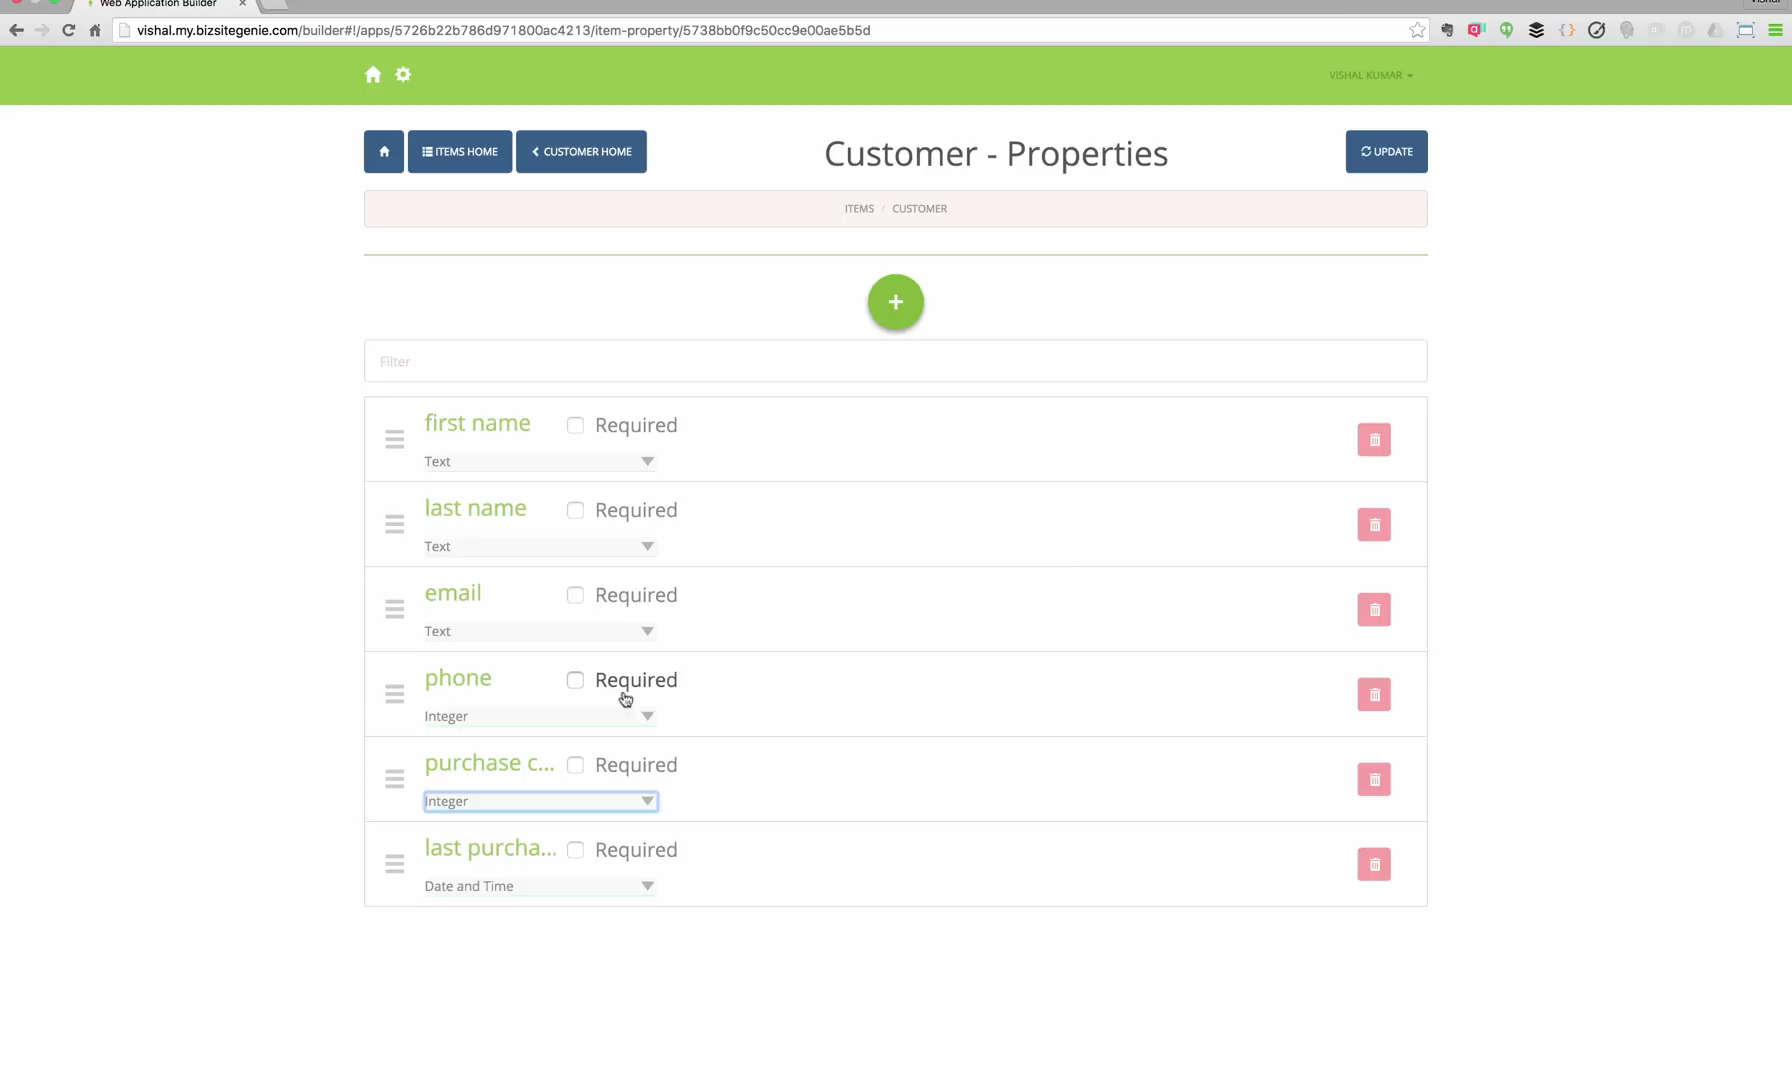 Web Application Builder
Vishal
vishal.my.bizsitegenie.com/builder#!/apps/5726b22b786d971800ac4213/item-property/5738bb0f9c50cc9e00ae5b5d
VISHAL KUMAR
ITEMS HOME
CUSTOMER HOME
Customer - Properties
UPDATE
ITEMS / CUSTOMER
+
Filter
first name Required
Text
last name Required
Text
email Required
Text
phone Required
Integer
purchase c... Required
Integer
last purcha... Required
Date and Time